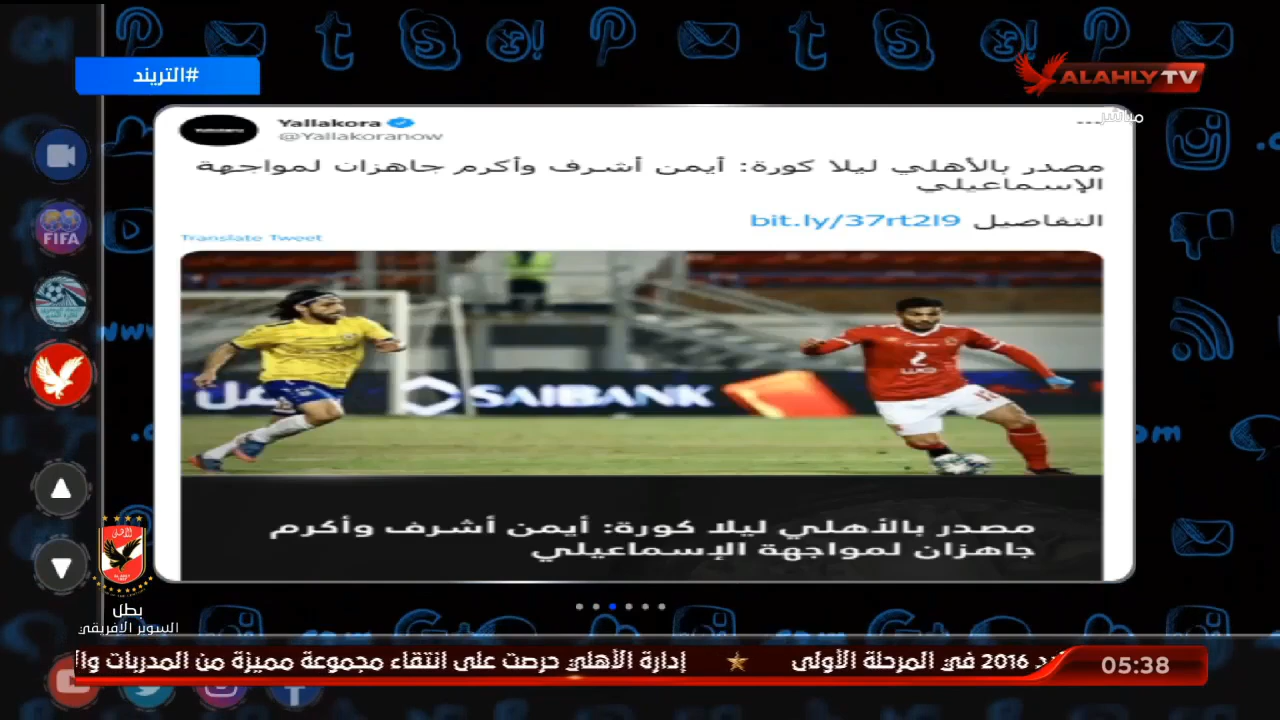 #التريند
ALAHLY TV
مباشر
Yallakora
@Yallakoranow
مصدر بالأهلي ليلا كورة: أيمن أشرف وأكرم جاهزان لمواجهة
الإسماعيلي
التفاصيل bit.ly/37rt2I9
Translate Tweet
FIFA
SAIBANK
مصدر بالأهلي ليلا كورة: أيمن أشرف وأكرم
جاهزان لمواجهة الإسماعيلي
بطل
السوبر الافريقي
2016 في المرحلة الأولى
إدارة الأهلي حرصت على انتقاء مجموعة مميزة من المدربات
05:38